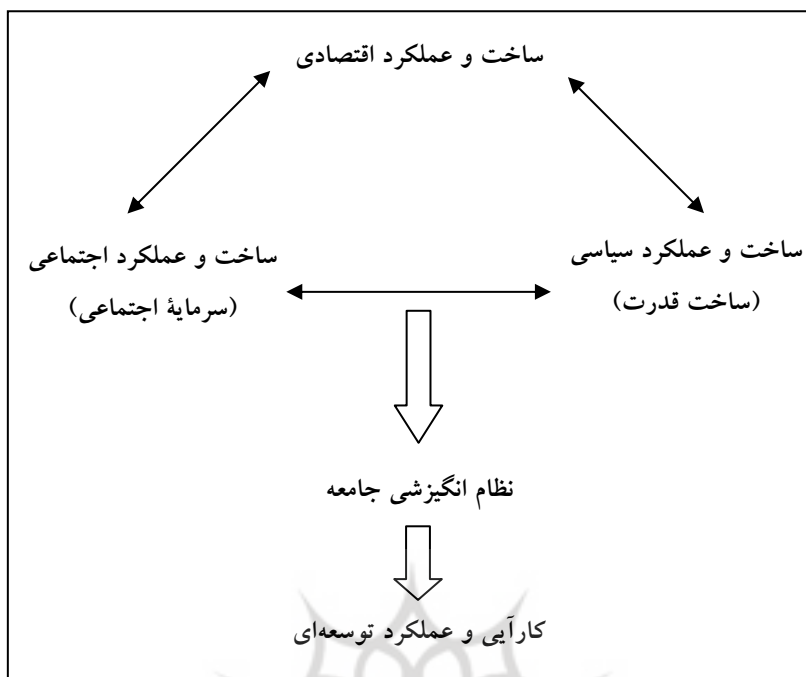 ساخت و عملکرد اقتصادی
ساخت و عملکرد سیاسی
(ساخت قدرت)
ساخت و عملکرد اجتماعی
(سرمایۀ اجتماعی)
نظام انگیزشی جامعه
کارآیی و عملکرد توسعه‌ای